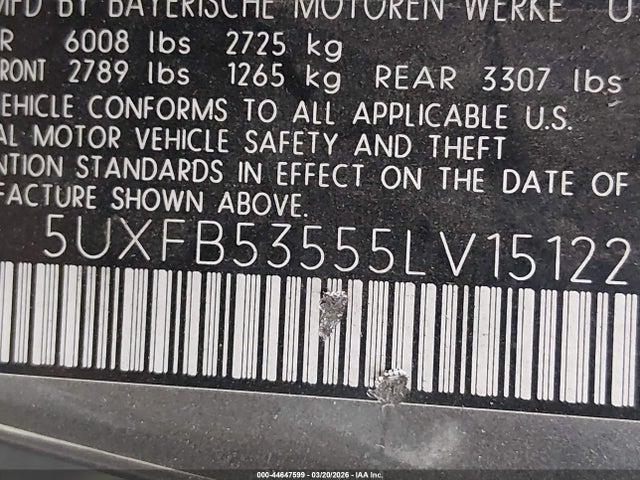 MFD BY BAYERISCHE MOTOREN WERKE
R 6008 lbs 2725 kg
FRONT 2789 lbs 1265 kg REAR 3307 lbs
EHICLE CONFORMS TO ALL APPLICABLE U.S.
AL MOTOR VEHICLE SAFETY AND THEFT
ENTION STANDARDS IN EFFECT ON THE DATE OF
FACTURE SHOWN ABOVE.
5UXFB53555LV15122
000-44647599 — 03/20/2026 — IAA Inc.